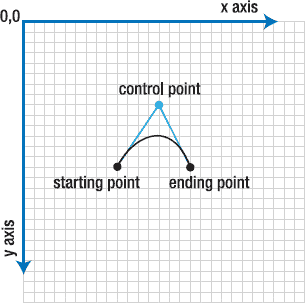 0,0
x axis
control point
starting point
ending point
y axis